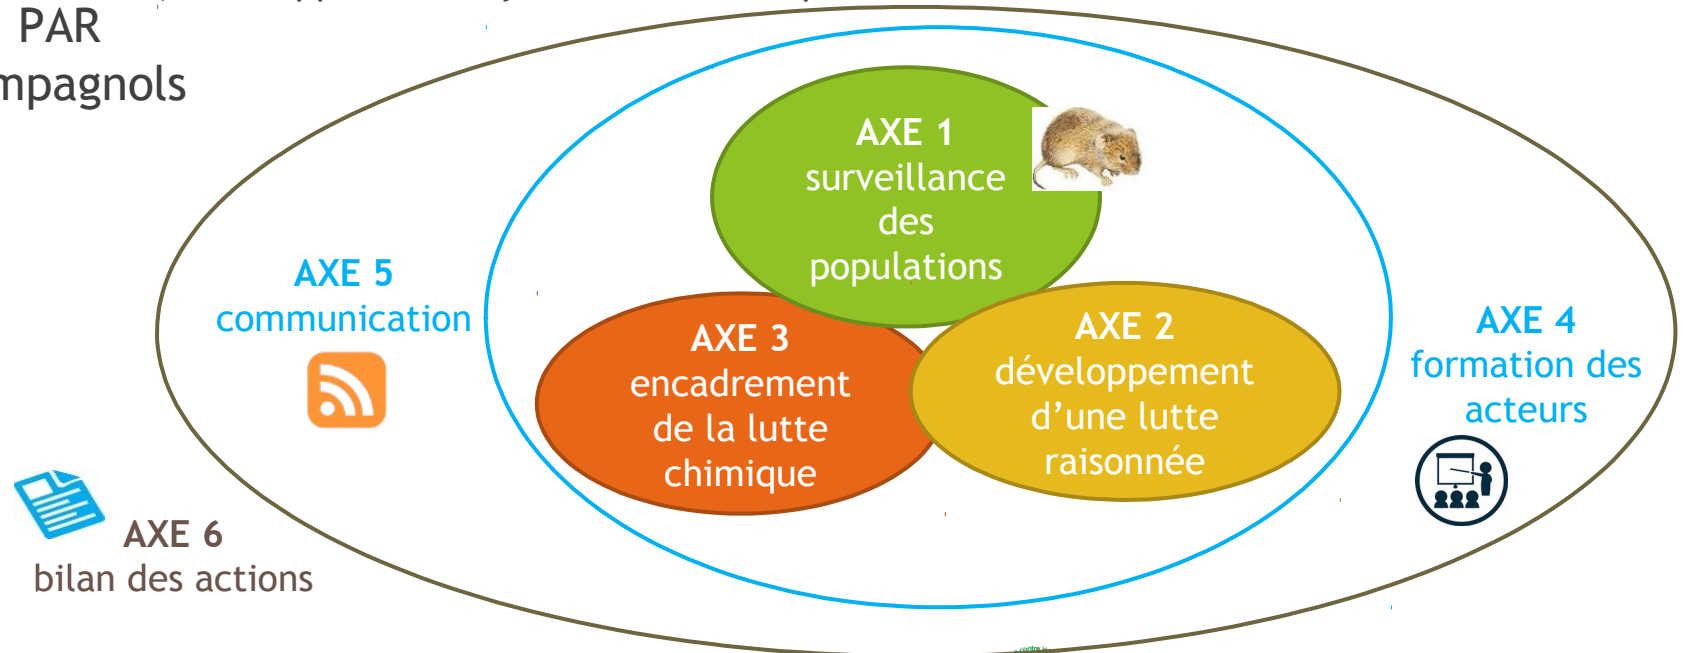 PAR
mpagnols
AXE 1
surveillance
des
populations
AXE 5
communication
AXE 3
encadrement
de la lutte
chimique
AXE 2
développement
d’une lutte
raisonnée
AXE 4
formation des
acteurs
AXE 6
bilan des actions